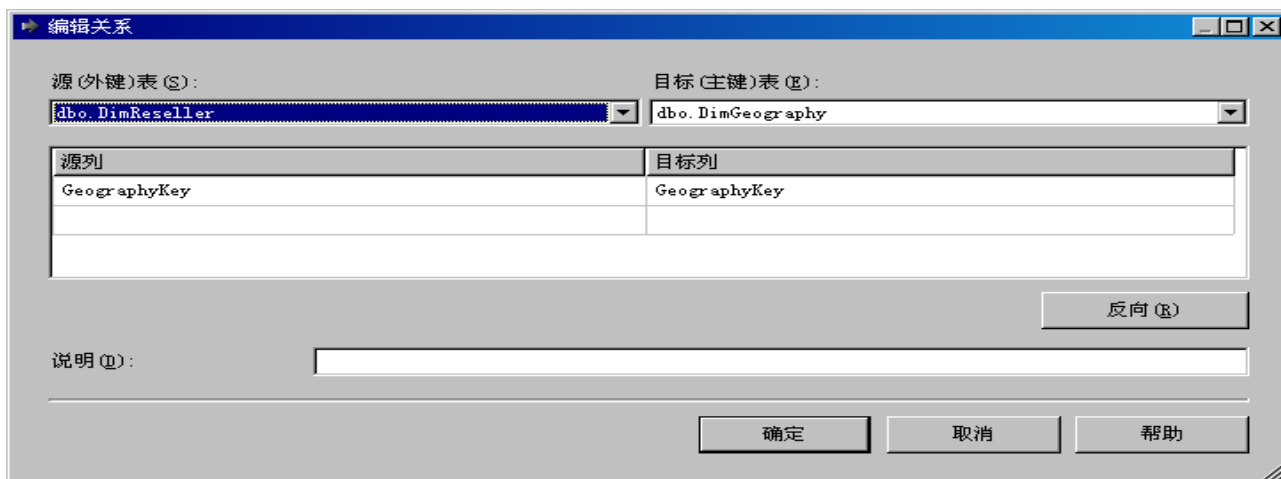 编辑关系
源(外键)表(S):
目标(主键)表(E):
dbo.DimReseller
dbo.DimGeography
源列
目标列
GeographyKey
GeographyKey
反向(R)
说明(D):
确定
取消
帮助